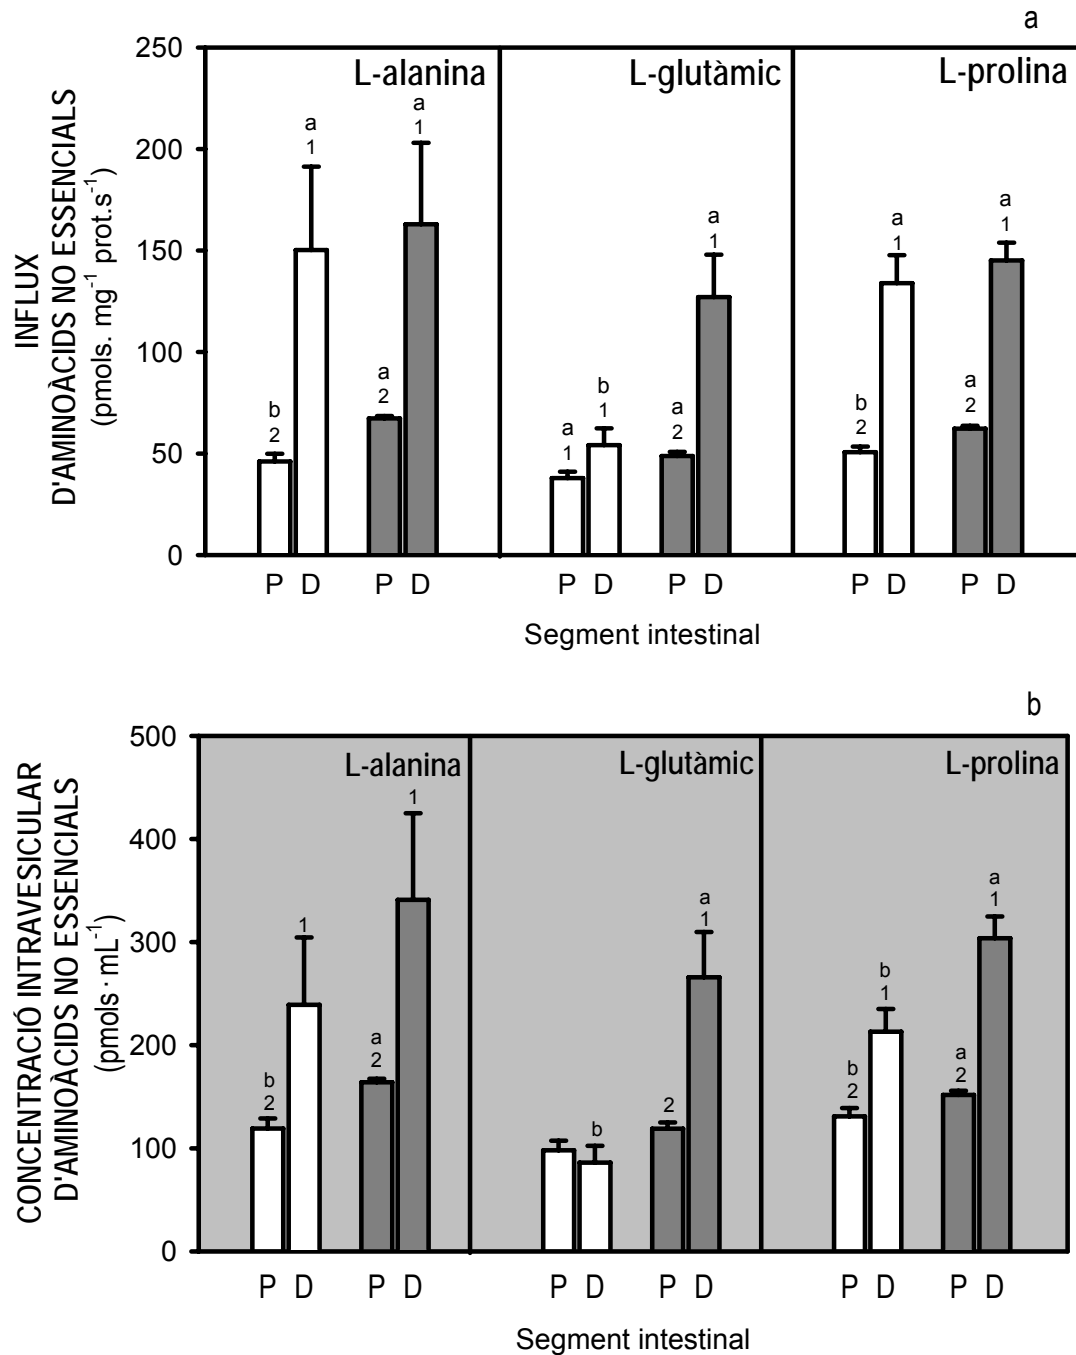 a
250
200
150
100
50
0
INFLUX
D'AMINOÀCIDS NO ESSENCIALS
(pmols. mg⁻¹ prot.s⁻¹)
L-alanina
L-glutàmic
L-prolina
b
2
a
1
a
2
a
1
a
1
b
1
a
2
a
1
b
2
a
1
a
2
a
1
P D P D P D P D P D P D
Segment intestinal
b
500
400
300
200
100
0
CONCENTRACIÓ INTRAVESICULAR
D'AMINOÀCIDS NO ESSENCIALS
(pmols·mL⁻¹)
L-alanina
L-glutàmic
L-prolina
b
2
1
a
2
1
b
2
a
1
b
2
b
1
a
2
a
1
P D P D P D P D P D P D
Segment intestinal